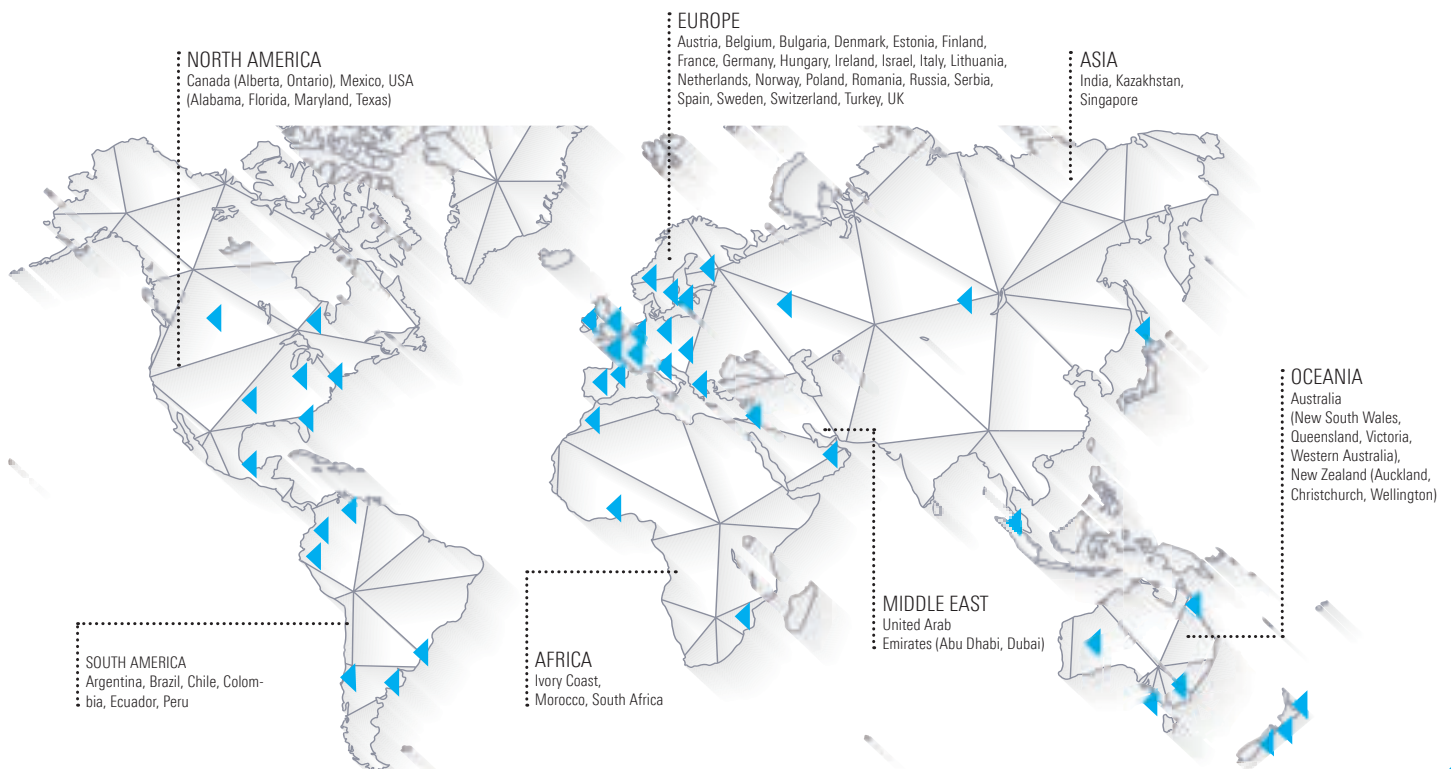 EUROPE
Austria, Belgium, Bulgaria, Denmark, Estonia, Finland,
France, Germany, Hungary, Ireland, Israel, Italy, Lithuania,
Netherlands, Norway, Poland, Romania, Russia, Serbia,
Spain, Sweden, Switzerland, Turkey, UK
NORTH AMERICA
Canada (Alberta, Ontario), Mexico, USA
(Alabama, Florida, Maryland, Texas)
ASIA
India, Kazakhstan,
Singapore
OCEANIA
Australia
(New South Wales,
Queensland, Victoria,
Western Australia),
New Zealand (Auckland,
Christchurch, Wellington)
MIDDLE EAST
United Arab
Emirates (Abu Dhabi, Dubai)
AFRICA
Ivory Coast,
Morocco, South Africa
SOUTH AMERICA
Argentina, Brazil, Chile, Colom-
bia, Ecuador, Peru